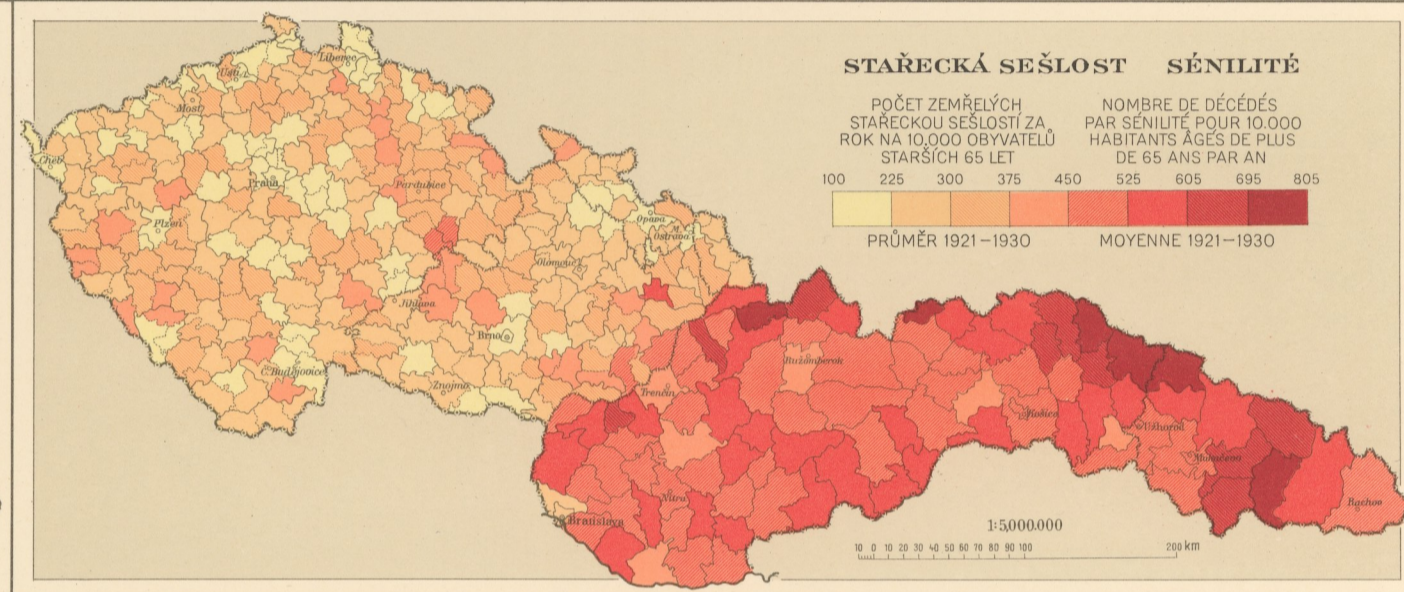 STAŘECKÁ SEŠLOST SÉNILITÉ
POČET ZEMŘELÝCH
STAŘECKOU SEŠLOSTÍ ZA
ROK NA 10.000 OBYVATELŮ
STARŠÍCH 65 LET
NOMBRE DE DÉCÉDÉS
PAR SÉNILITÉ POUR 10.000
HABITANTS ÂGÉS DE PLUS
DE 65 ANS PAR AN
100 225 300 375 450 525 605 695 805
PRŮMĚR 1921–1930 MOYENNE 1921–1930
Liberec
Ústí
Most
Cheb
Praha
Pardubice
Plzeň
Opava
M. Ostrava
Olomouc
Jihlava
Brno
Č. Budějovice
Znojmo
Ružomberok
Trenčín
Košice
Užhorod
Mukačevo
Nitra
Rachov
Bratislava
1:5,000.000
10 0 10 20 30 40 50 60 70 80 90 100 200 km